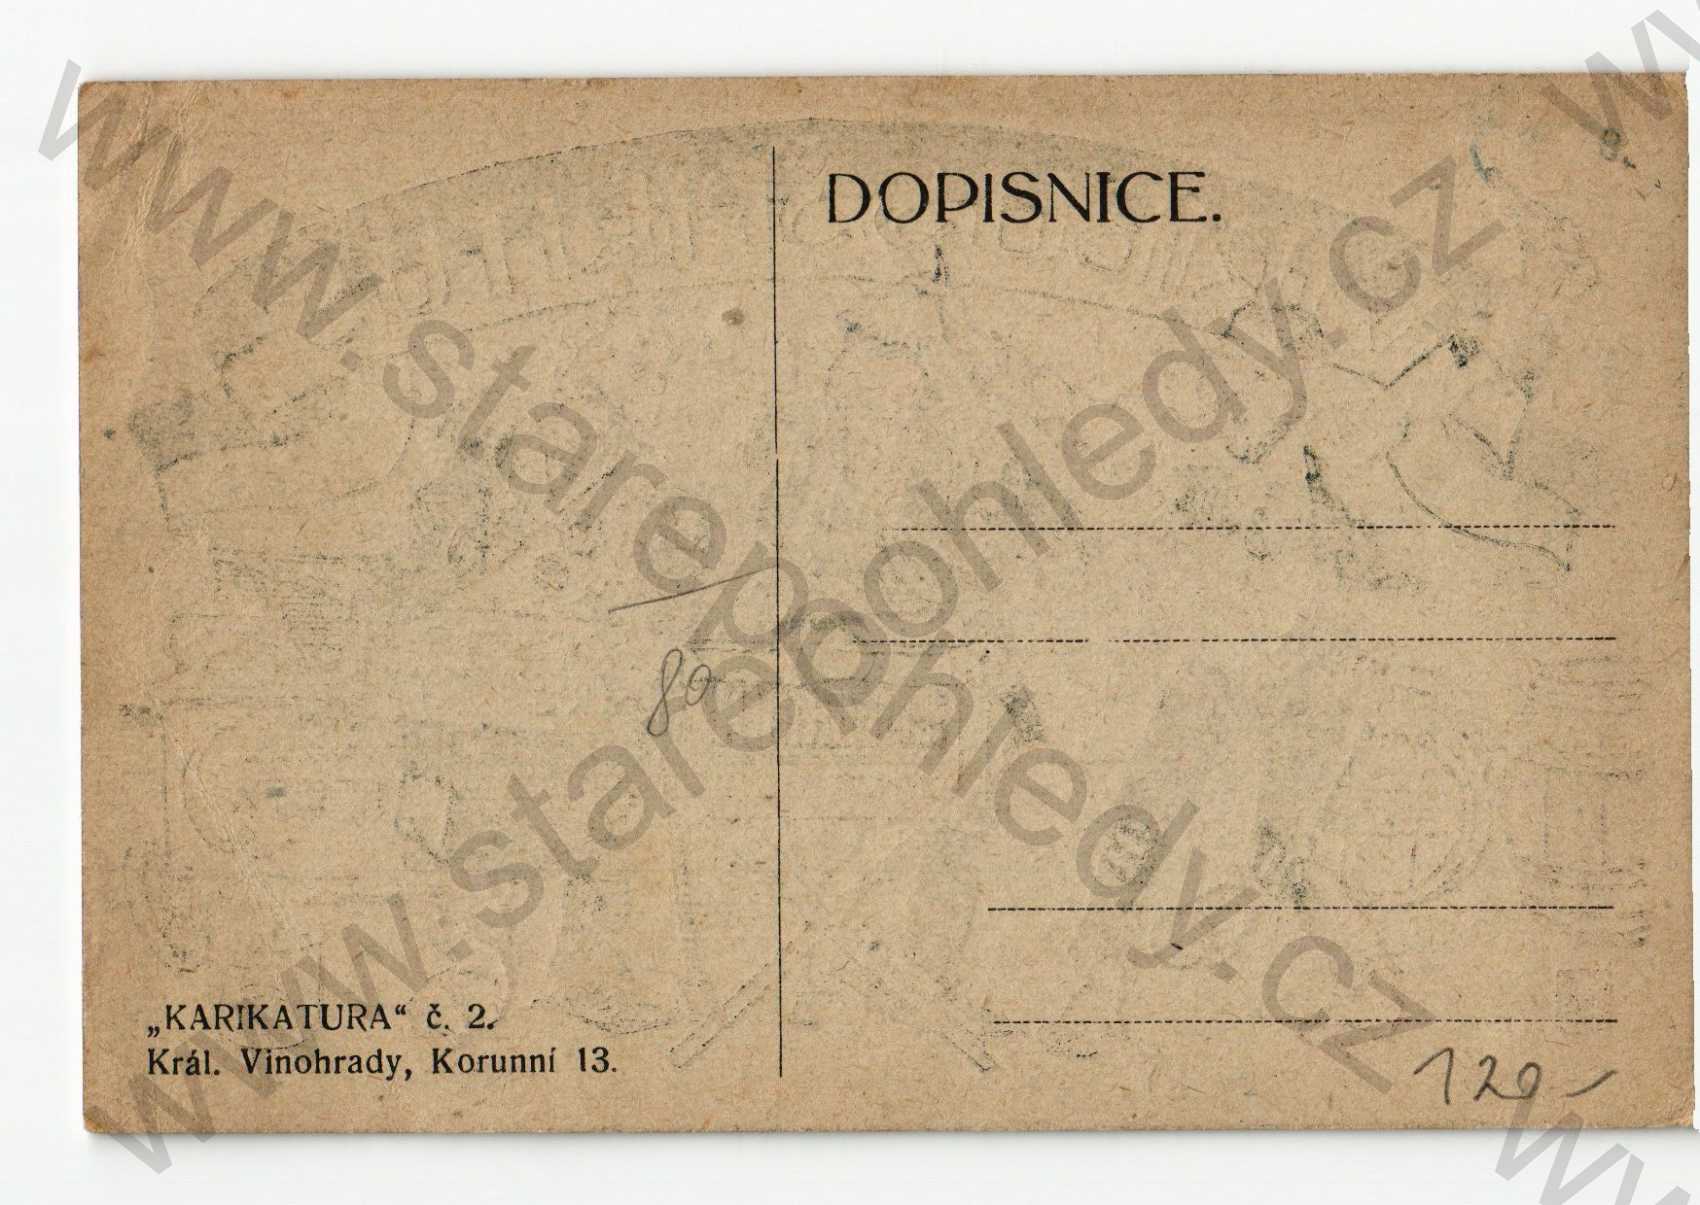 DOPISNICE.
80
„KARIKATURA“ č. 2.
Král. Vinohrady, Korunní 13.
120-
www.starepohledy.cz
www.starepohledy.cz